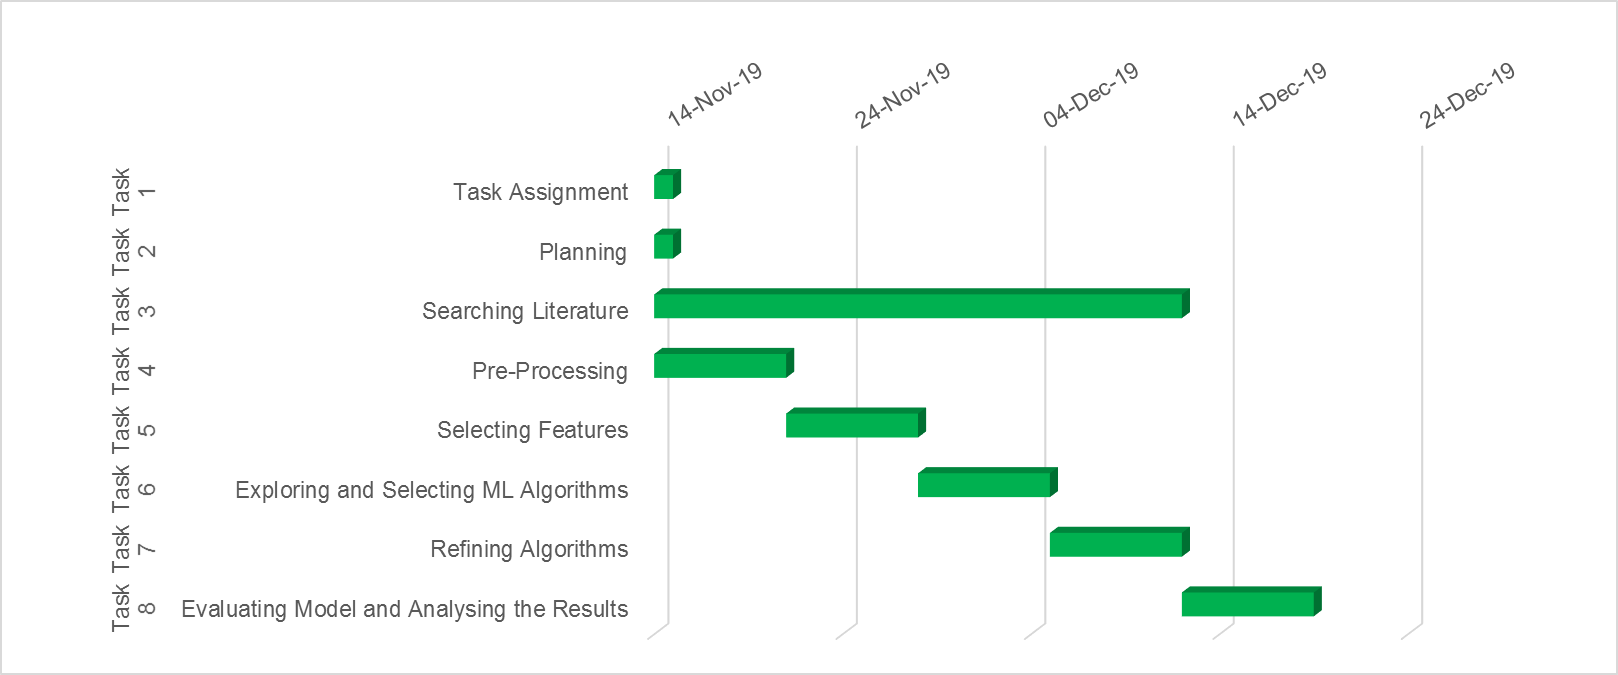 14-Nov-19
24-Nov-19
04-Dec-19
14-Dec-19
24-Dec-19
Task 1 Task Assignment
Task 2 Planning
Task 3 Searching Literature
Task 4 Pre-Processing
Task 5 Selecting Features
Task 6 Exploring and Selecting ML Algorithms
Task 7 Refining Algorithms
Task 8 Evaluating Model and Analysing the Results